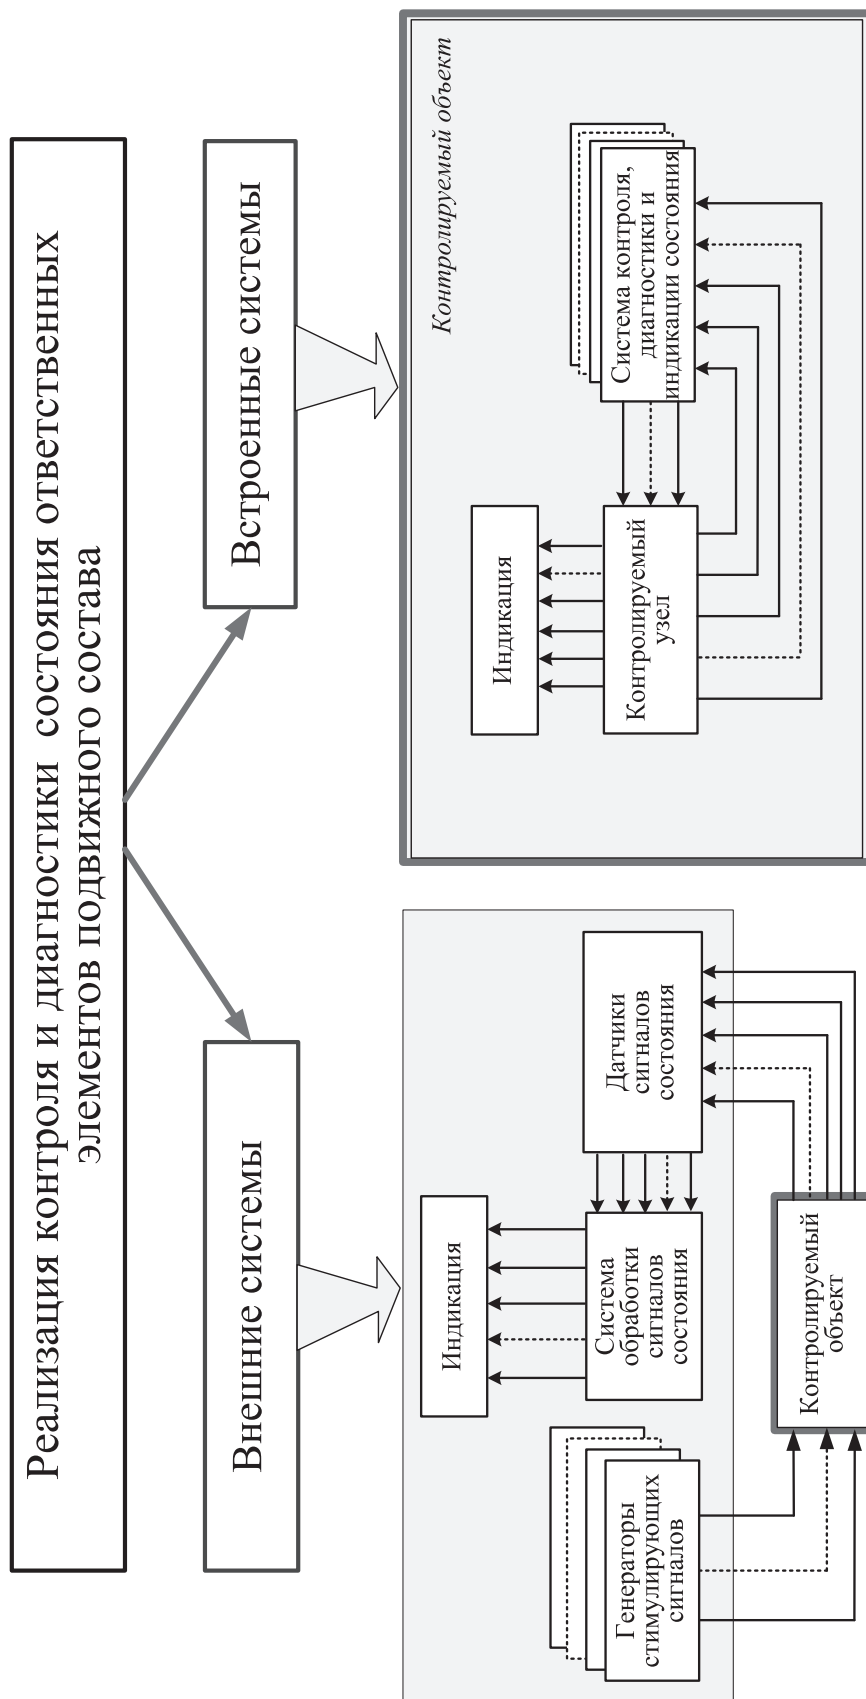 Реализация контроля и диагностики состояния ответственных
элементов подвижного состава
Внешние системы
Встроенные системы
Индикация
Генераторы
стимулирующих
сигналов
Система
обработки
сигналов
состояния
Датчики
сигналов
состояния
Контролируемый
объект
Контролируемый объект
Индикация
Контролируемый
узел
Система контроля,
диагностики и
индикации состояния